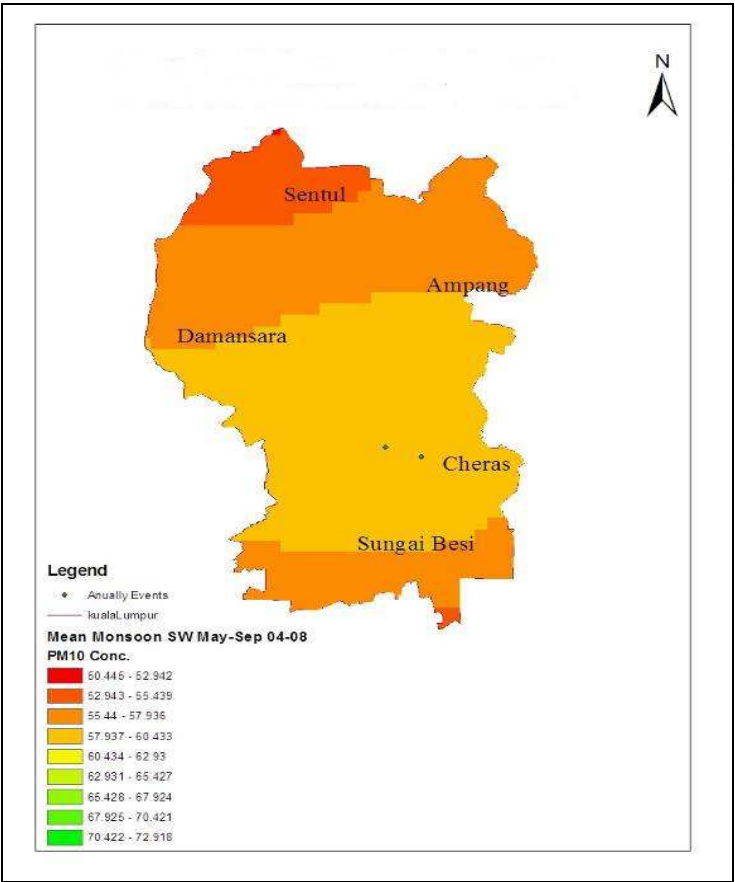 N
Sentul
Ampang
Damansara
Cheras
Sungai Besi
Legend
Anually Events
kualaLumpur
Mean Monsoon SW May-Sep 04-08
PM10 Conc.
50.445 - 52.942
52.943 - 55.439
55.44 - 57.936
57.937 - 60.433
60.434 - 62.93
62.931 - 65.427
65.428 - 67.924
67.925 - 70.421
70.422 - 72.918